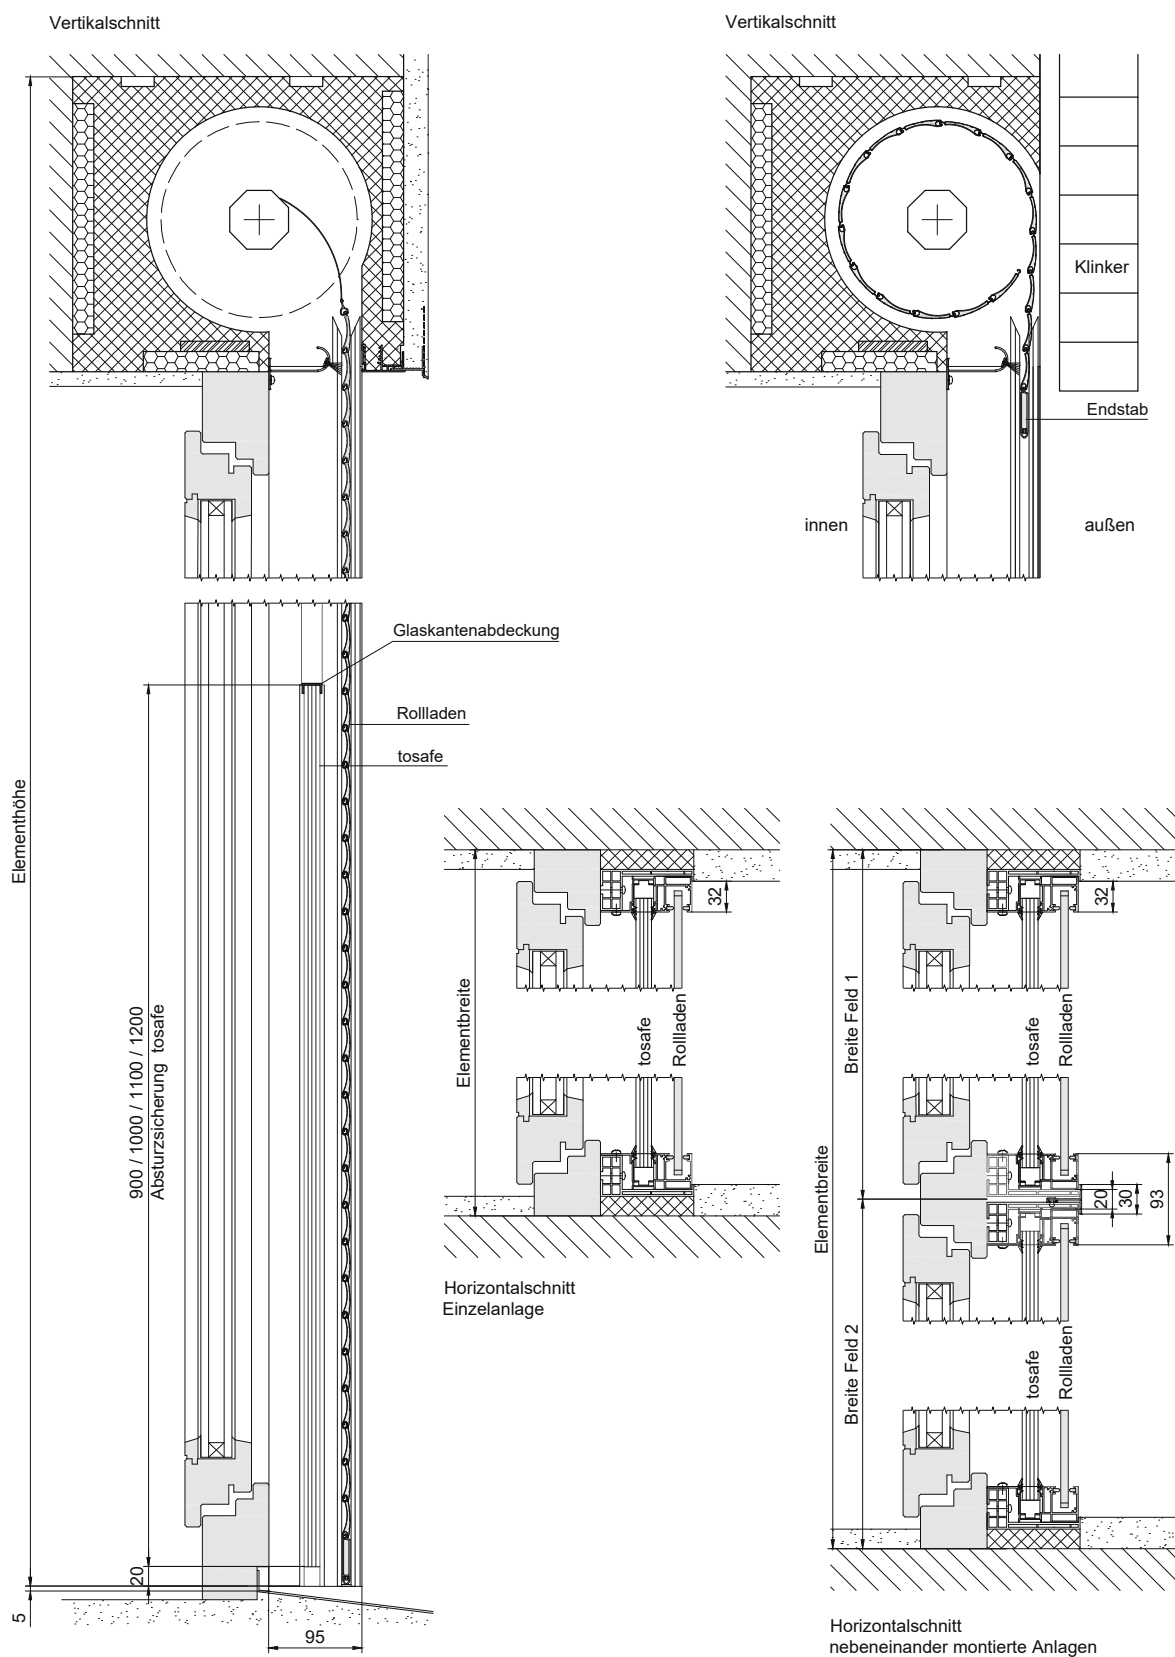 Vertikalschnitt
Vertikalschnitt
Klinker
Endstab
innen
außen
Glaskantenabdeckung
Rollladen
tosafe
Elementhöhe
900 / 1000 / 1100 / 1200
Absturzsicherung tosafe
20
5
95
Elementbreite
32
tosafe
Rollladen
Horizontalschnitt
Einzelanlage
Elementbreite
Breite Feld 1
32
tosafe
Rollladen
20
30
93
Breite Feld 2
tosafe
Rollladen
Horizontalschnitt
nebeneinander montierte Anlagen